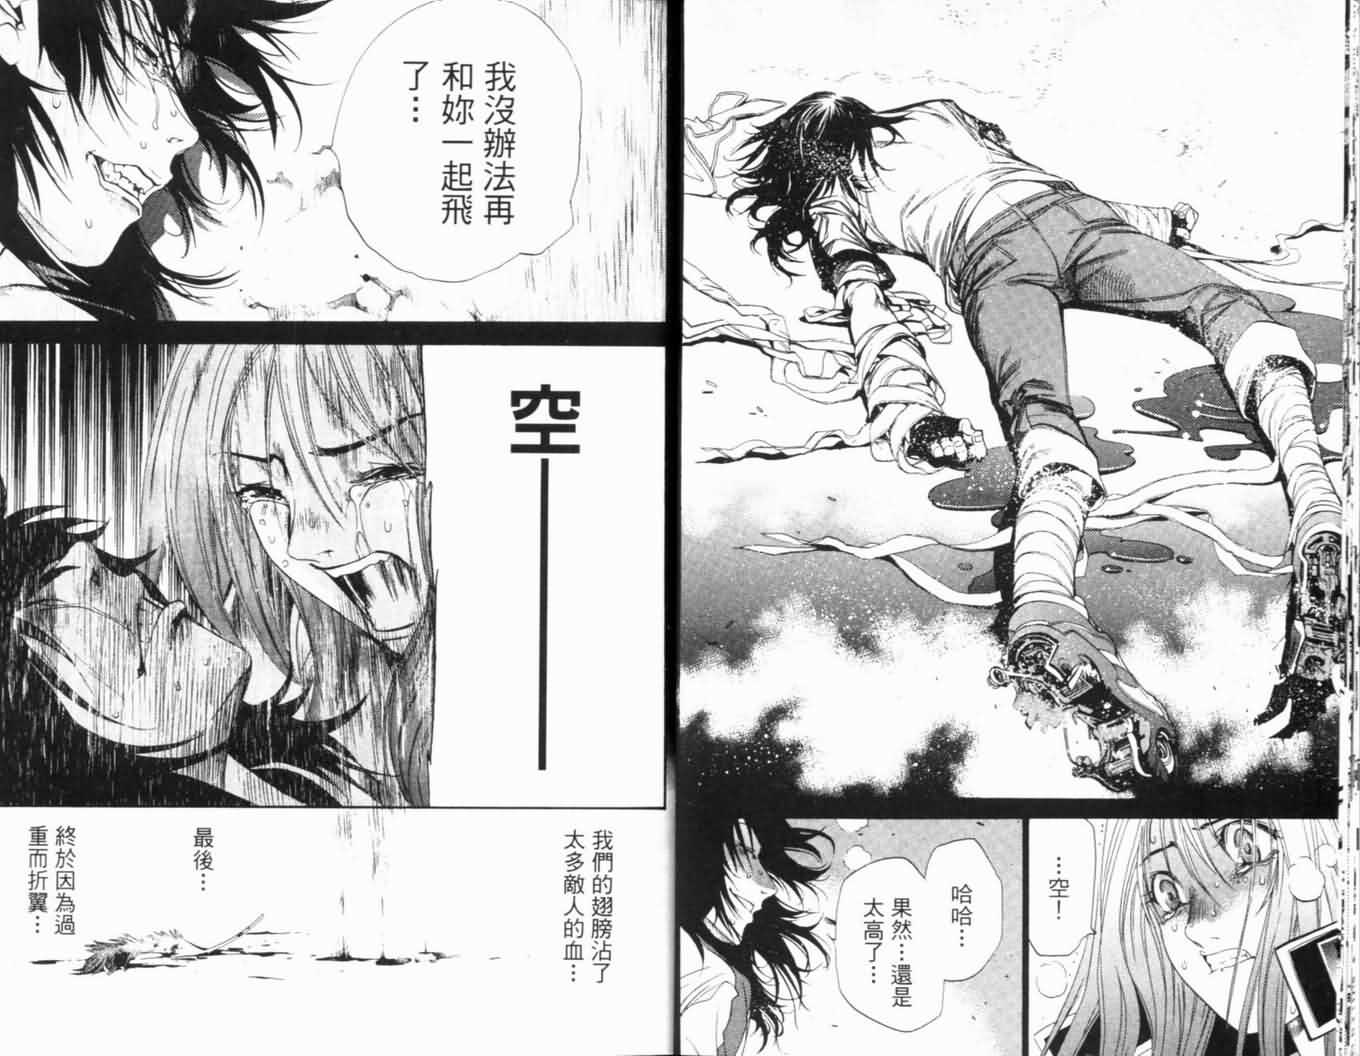 …空！
哈哈…
果然…還是
太高了…
我沒辦法再
和妳一起飛
了…
空——
我們的翅膀沾了
太多敵人的血…
最後…
終於因為過
重而折翼…